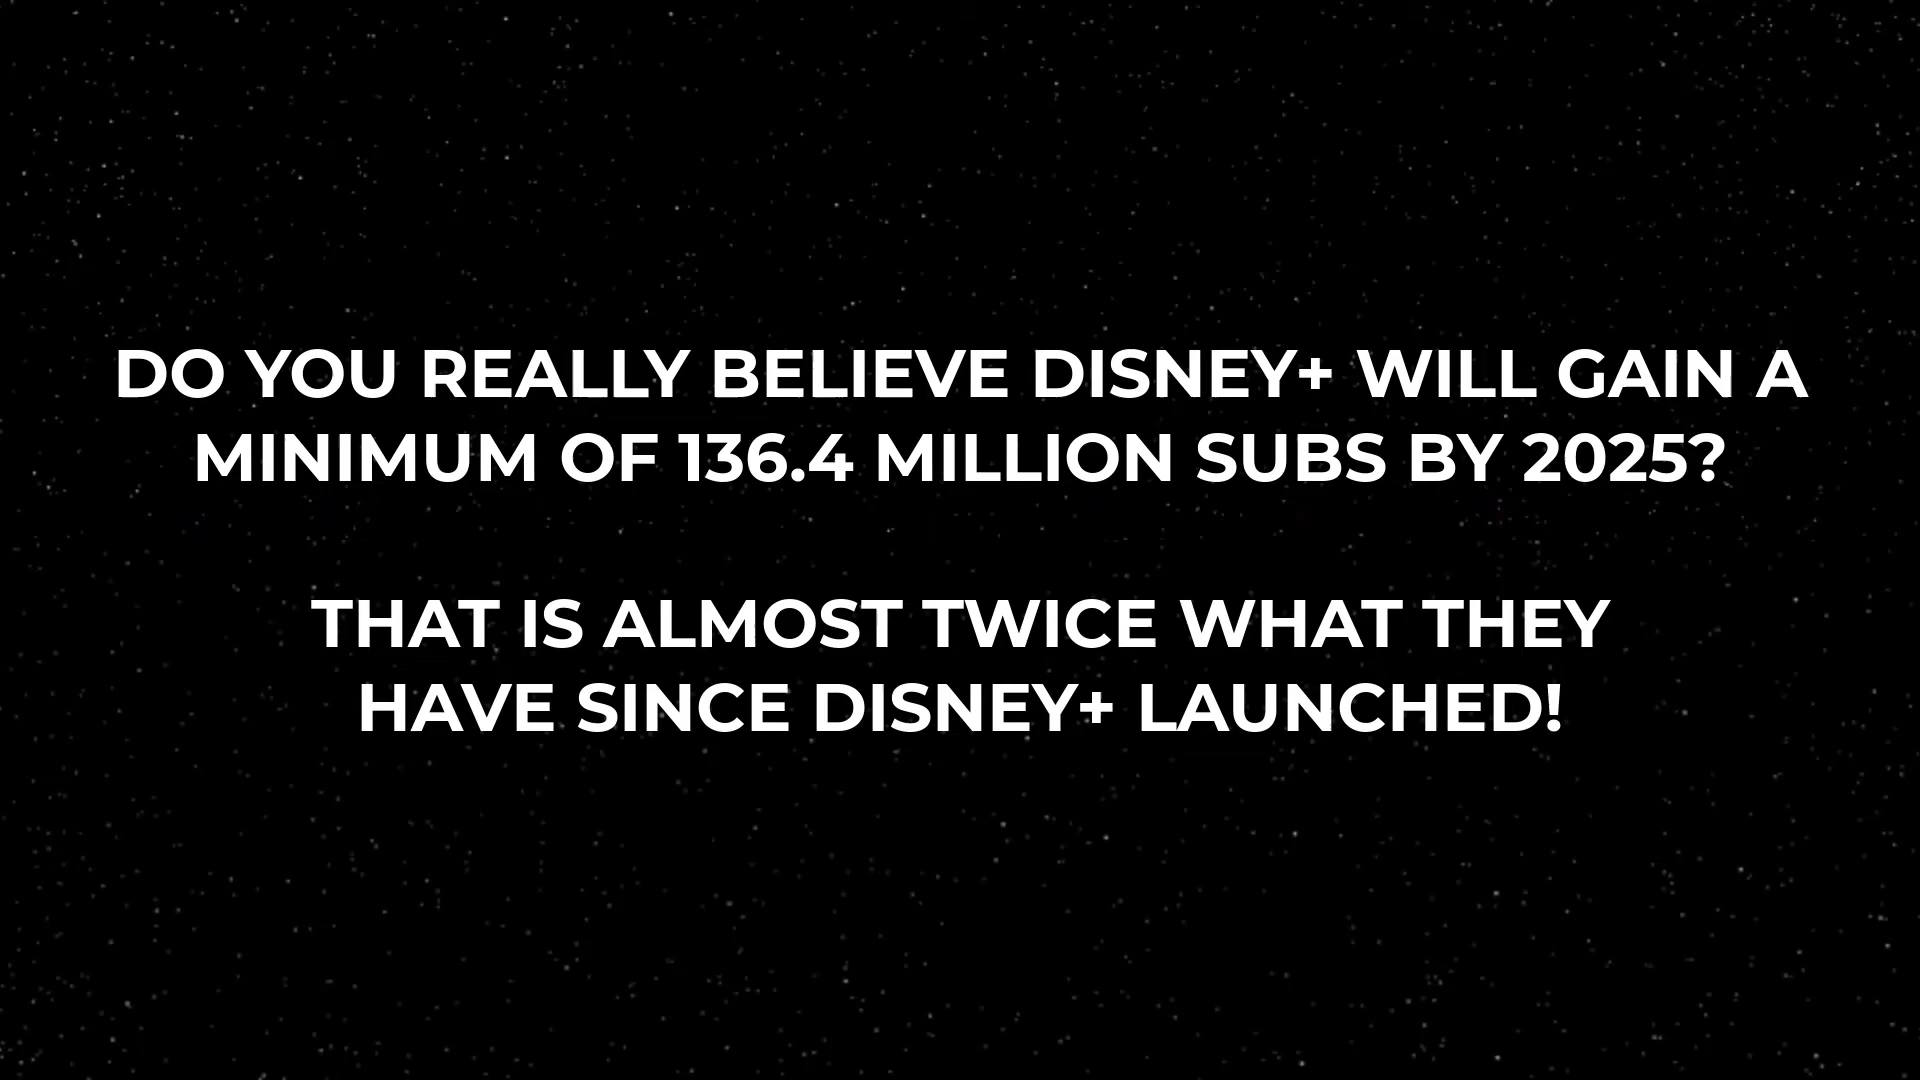 DO YOU REALLY BELIEVE DISNEY+ WILL GAIN A
MINIMUM OF 136.4 MILLION SUBS BY 2025?
THAT IS ALMOST TWICE WHAT THEY
HAVE SINCE DISNEY+ LAUNCHED!